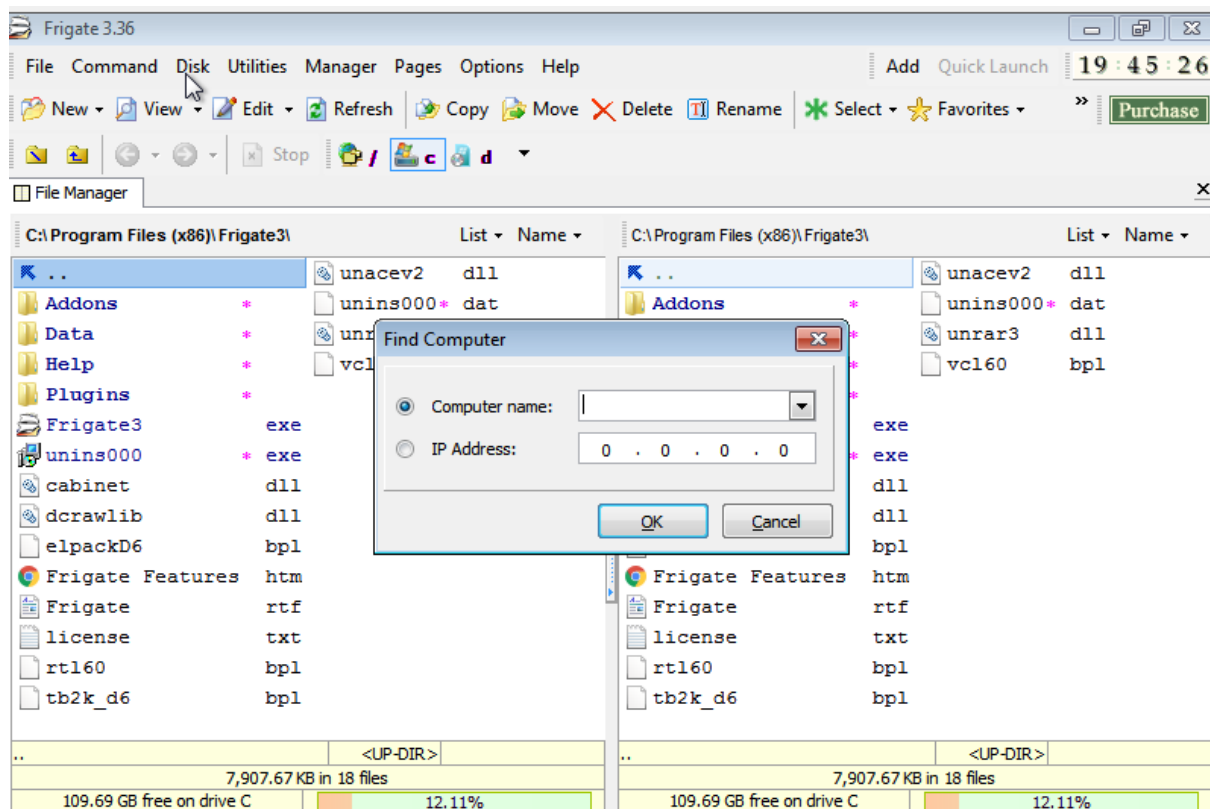 Frigate 3.36
File Command Disk Utilities Manager Pages Options Help Add Quick Launch 19:45:26
New View Edit Refresh Copy Move Delete Rename Select Favorites » Purchase
Stop / c d
File Manager
C:\Program Files (x86)\Frigate3\ List Name C:\Program Files (x86)\Frigate3\ List Name
.. unacev2 dll .. unacev2 dll
Addons * unins000* dat Addons * unins000* dat
Data * unr * unrar3 dll
Help * vcl * vcl60 bpl
Plugins * *
Frigate3 exe exe
unins000 * exe * exe
cabinet dll dll
dcrawlib dll dll
elpackD6 bpl bpl
Frigate Features htm Frigate Features htm
Frigate rtf Frigate rtf
license txt license txt
rtl60 bpl rtl60 bpl
tb2k_d6 bpl tb2k_d6 bpl
Find Computer
Computer name:
IP Address: 0 . 0 . 0 . 0
OK Cancel
.. <UP-DIR> .. <UP-DIR>
7,907.67 KB in 18 files 7,907.67 KB in 18 files
109.69 GB free on drive C 12.11% 109.69 GB free on drive C 12.11%